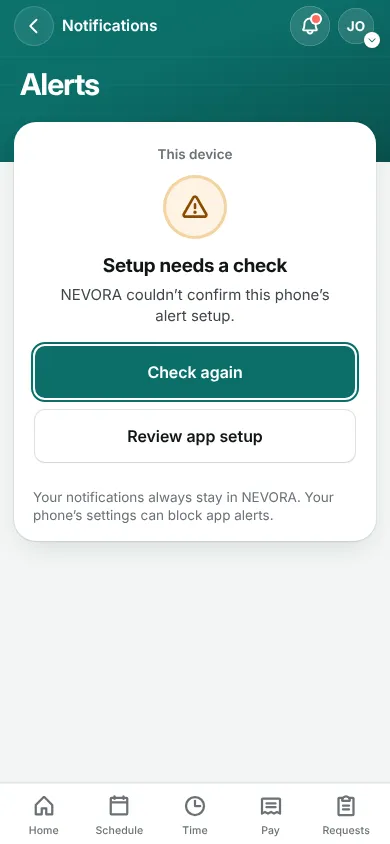 Notifications
JO
Alerts
This device
Setup needs a check
NEVORA couldn’t confirm this phone’s
alert setup.
Check again
Review app setup
Your notifications always stay in NEVORA. Your
phone’s settings can block app alerts.
Home
Schedule
Time
Pay
Requests